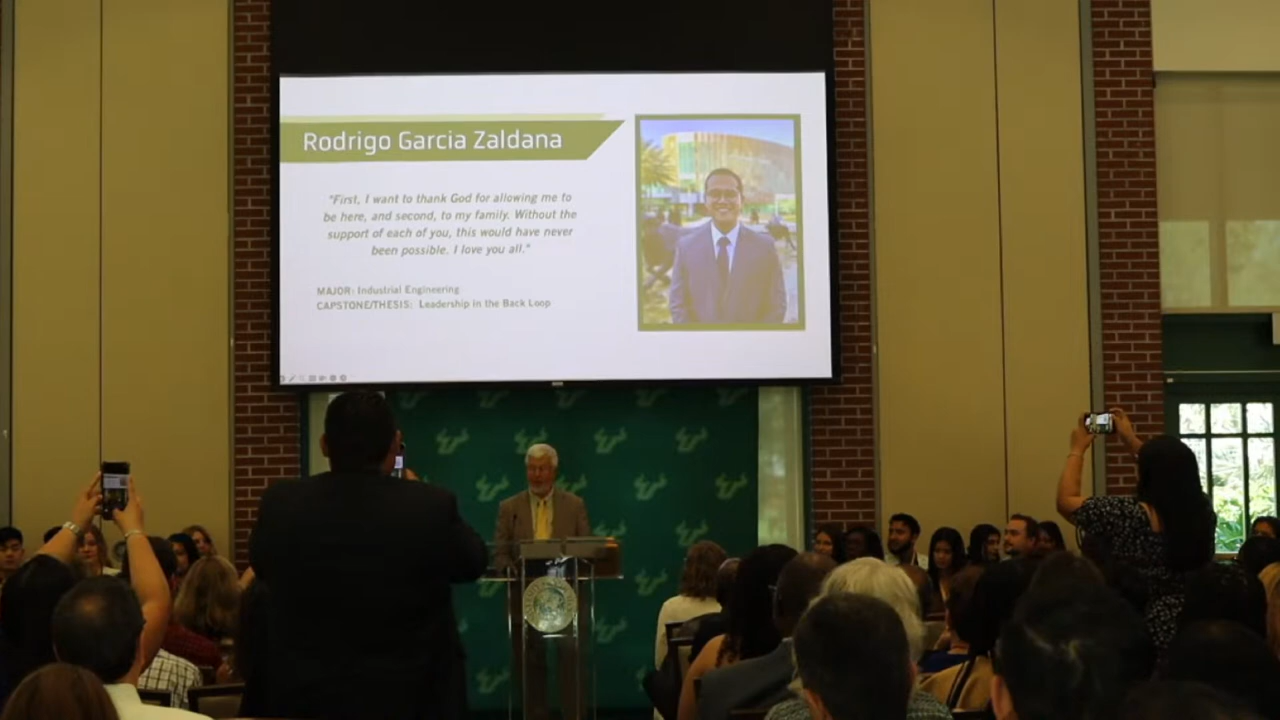 Rodrigo Garcia Zaldana
"First, I want to thank God for allowing me to
be here, and second, to my family. Without the
support of each of you, this would have never
been possible. I love you all."
MAJOR: Industrial Engineering
CAPSTONE/THESIS: Leadership in the Back Loop